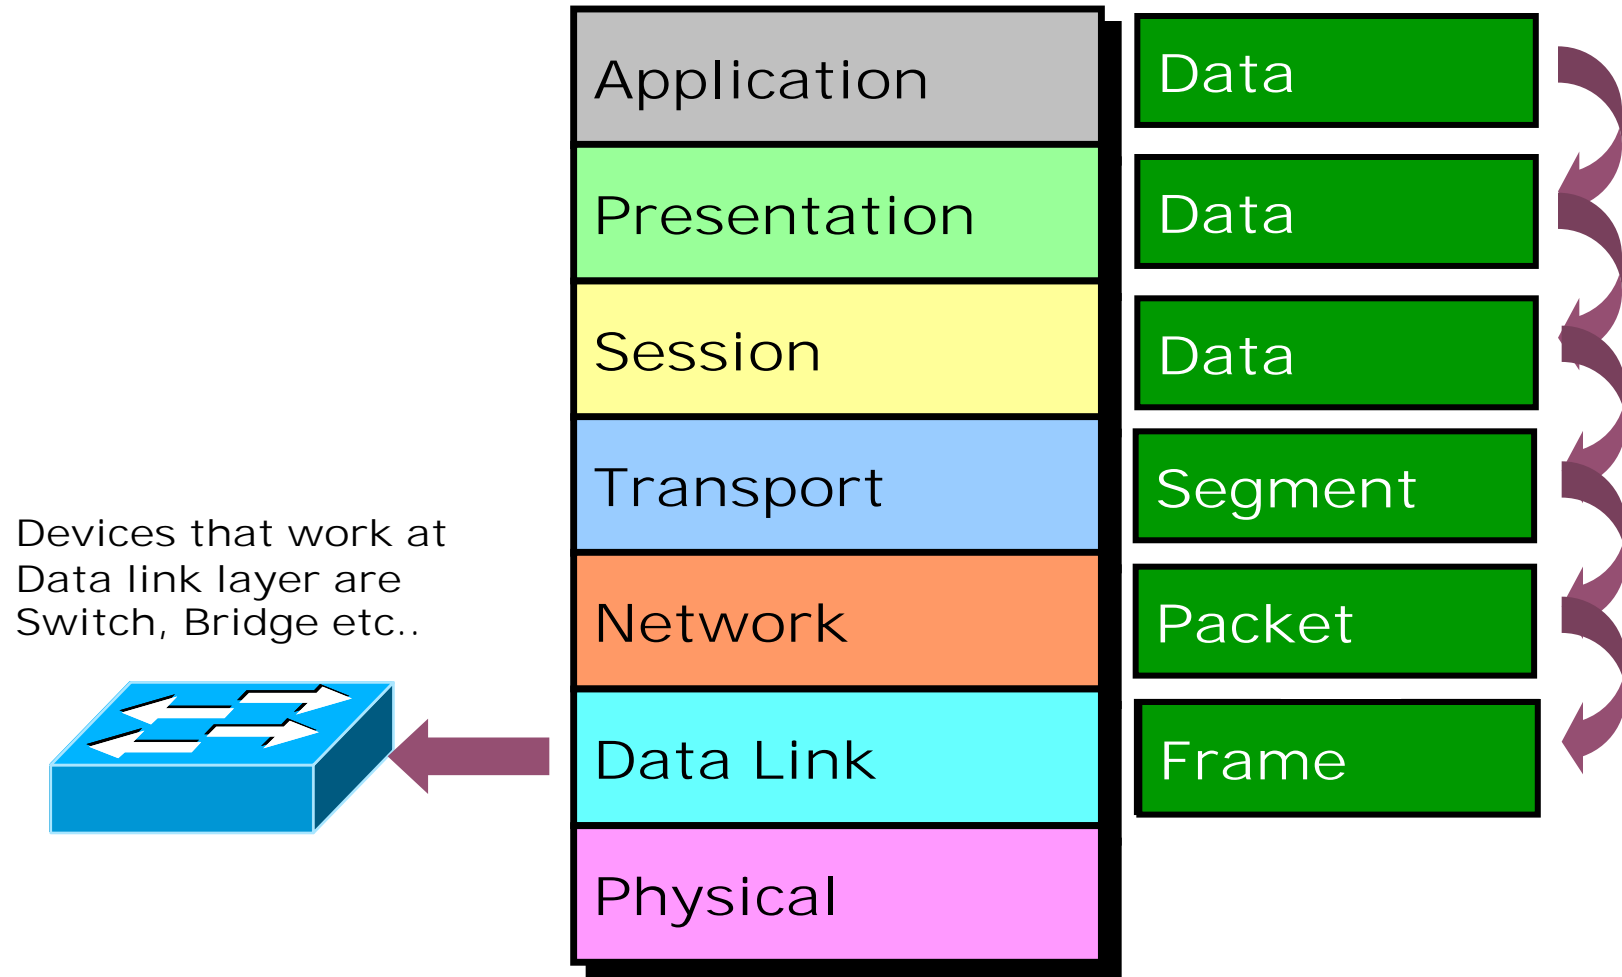 Application
Data
Presentation
Data
Session
Data
Transport
Segment
Devices that work at
Data link layer are
Switch, Bridge etc..
Network
Packet
Data Link
Frame
Physical